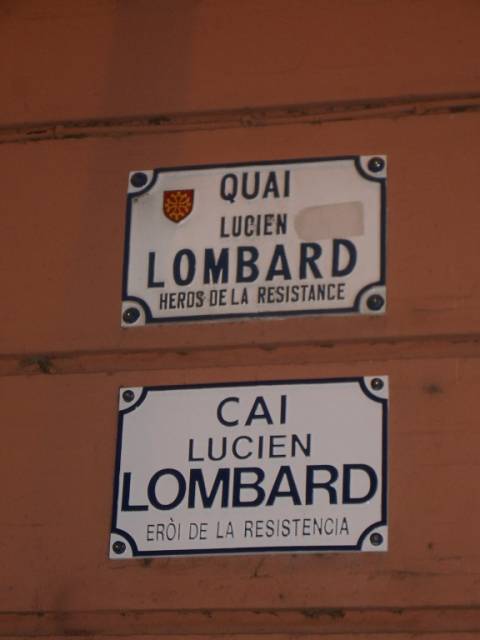 QUAI
LUCIEN
LOMBARD
HEROS DE LA RESISTANCE
CAI
LUCIEN
LOMBARD
ERÒI DE LA RESISTENCIA